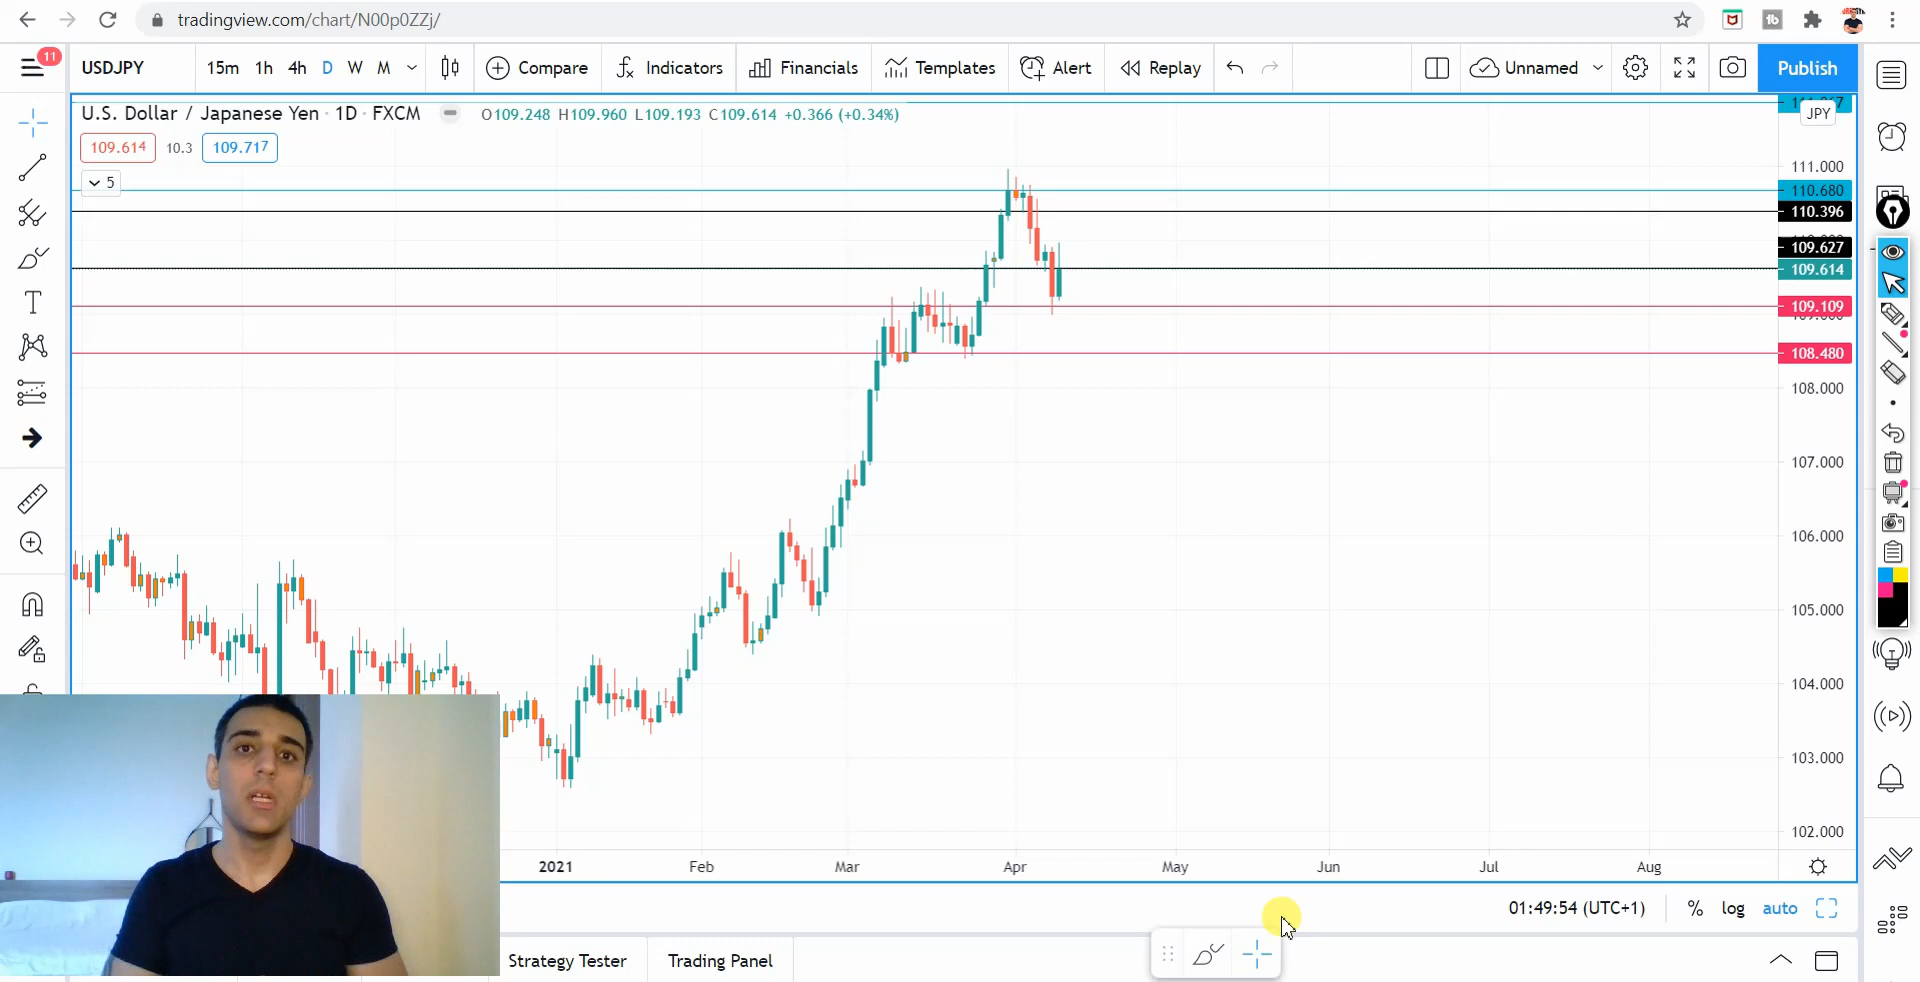 tradingview.com/chart/N00p0ZZj/
11
USDJPY
15m 1h 4h D W M
Compare
Indicators
Financials
Templates
Alert
Replay
Unnamed
Publish
U.S. Dollar / Japanese Yen · 1D · FXCM
O109.248 H109.960 L109.193 C109.614 +0.366 (+0.34%)
JPY
109.614 10.3 109.717
5
111.000
110.680
110.396
109.627
109.614
109.109
108.480
108.000
107.000
106.000
105.000
104.000
103.000
102.000
2021 Feb Mar Apr May Jun Jul Aug
01:49:54 (UTC+1) % log auto
Strategy Tester Trading Panel